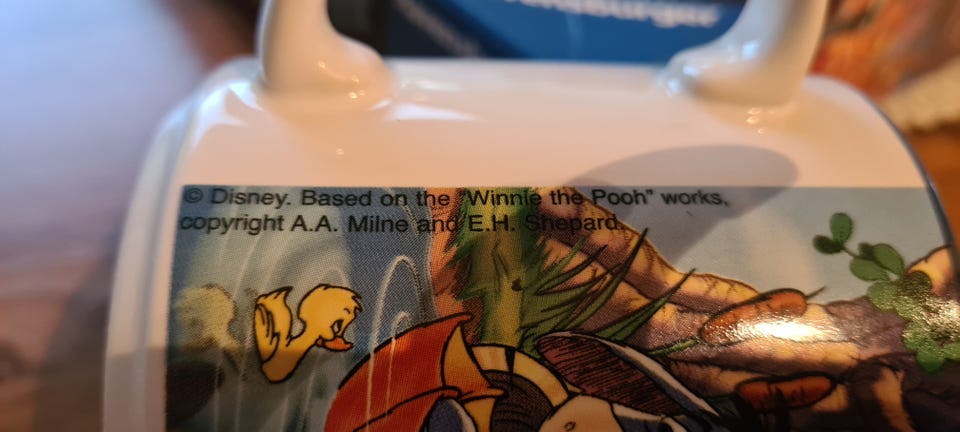 © Disney. Based on the "Winnie the Pooh" works,
copyright A.A. Milne and E.H. Shepard.